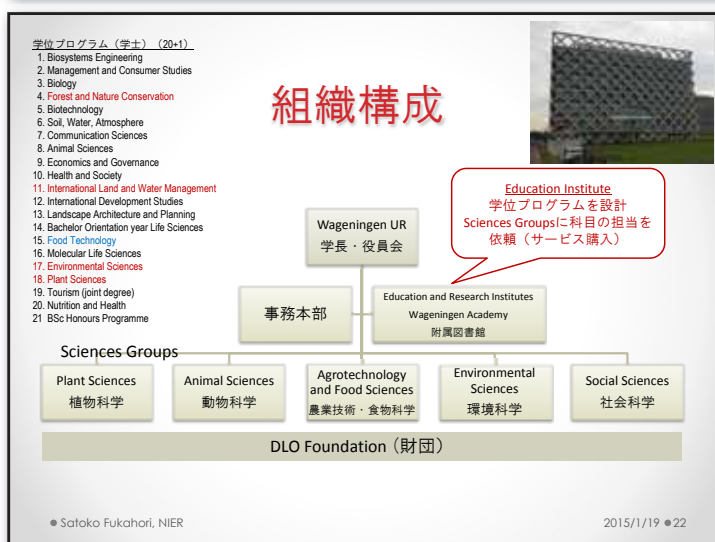 学位プログラム（学士）（20+1）
1. Biosystems Engineering
2. Management and Consumer Studies
3. Biology
4. Forest and Nature Conservation
5. Biotechnology
6. Soil, Water, Atmosphere
7. Communication Sciences
8. Animal Sciences
9. Economics and Governance
10. Health and Society
11. International Land and Water Management
12. International Development Studies
13. Landscape Architecture and Planning
14. Bachelor Orientation year Life Sciences
15. Food Technology
16. Molecular Life Sciences
17. Environmental Sciences
18. Plant Sciences
19. Tourism (joint degree)
20. Nutrition and Health
21 BSc Honours Programme
組織構成
Education Institute
学位プログラムを設計
Sciences Groupsに科目の担当を
依頼（サービス購入）
Wageningen UR
学長・役員会
事務本部
Education and Research Institutes
Wageningen Academy
附属図書館
Sciences Groups
Plant Sciences
植物科学
Animal Sciences
動物科学
Agrotechnology
and Food Sciences
農業技術・食物科学
Environmental
Sciences
環境科学
Social Sciences
社会科学
DLO Foundation（財団）
Satoko Fukahori, NIER
2015/1/19 22